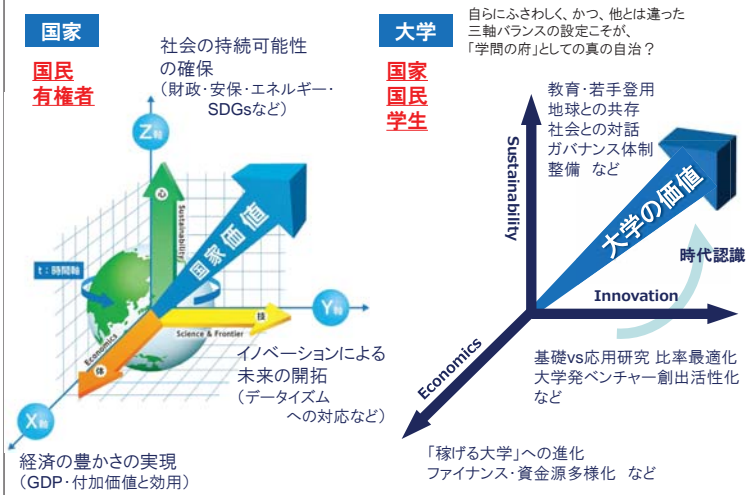 国家
国民
有権者
社会の持続可能性
の確保
(財政・安保・エネルギー・
SDGsなど)
Z軸
心
Sustainability
国家価値
t:時間軸
Y軸
技
Science & Frontier
Economics
体
X軸
イノベーションによる
未来の開拓
(データイズム
への対応など)
経済の豊かさの実現
(GDP・付加価値と効用)
大学
国家
国民
学生
自らにふさわしく、かつ、他とは違った
三軸バランスの設定こそが、
「学問の府」としての真の自治?
教育・若手登用
地球との共存
社会との対話
ガバナンス体制
整備 など
Sustainability
大学の価値
時代認識
Innovation
Economics
基礎vs応用研究 比率最適化
大学発ベンチャー創出活性化
など
「稼げる大学」への進化
ファイナンス・資金源多様化 など